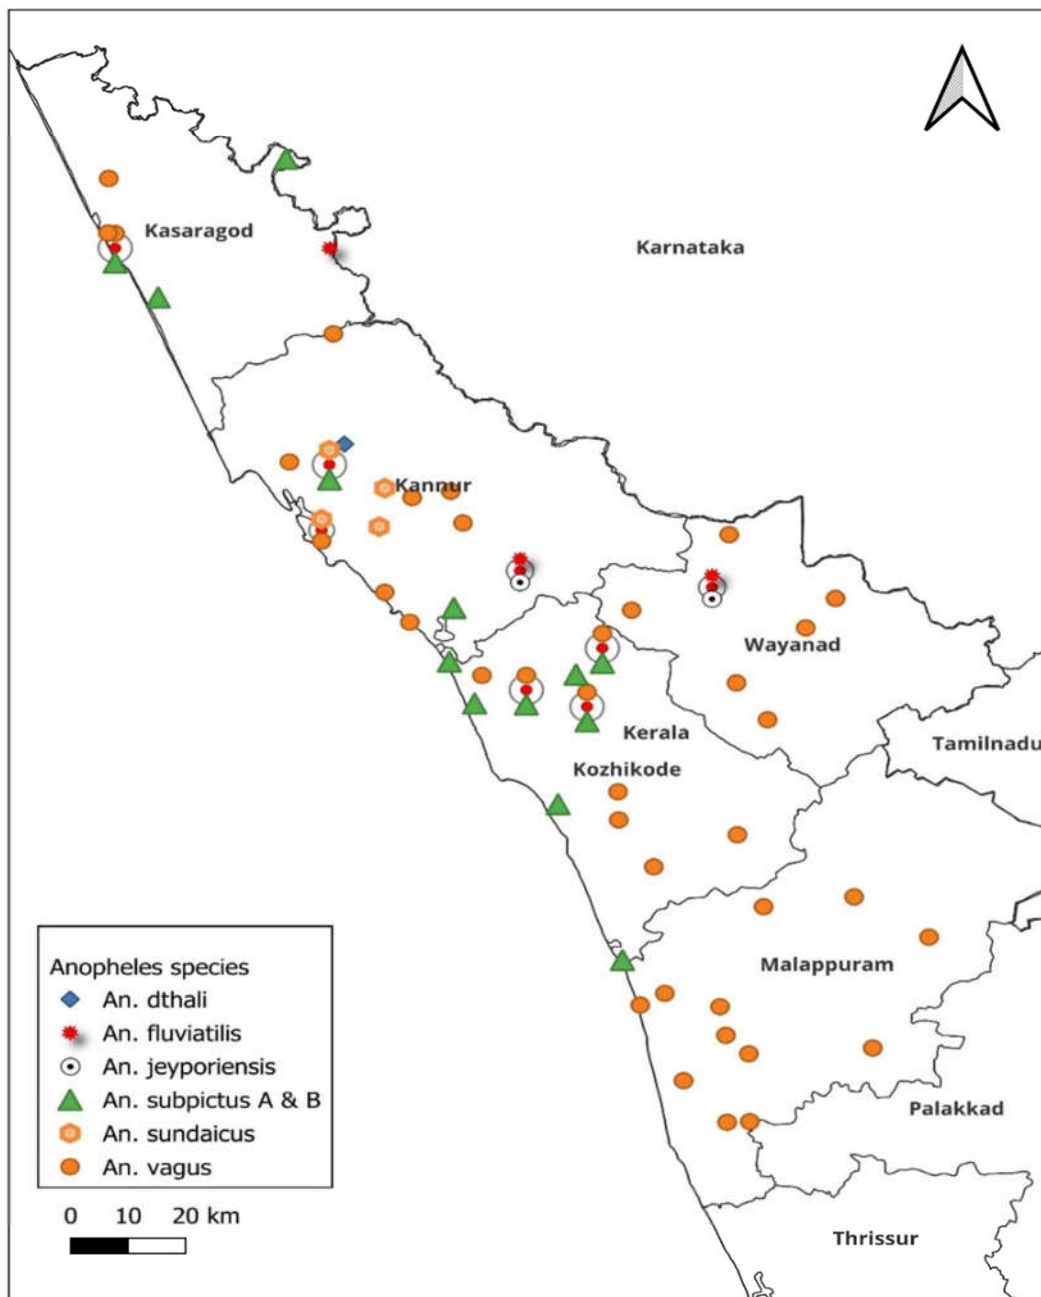 Kasaragod
Karnataka
Kannur
Wayanad
Kerala
Tamilnadu
Kozhikode
Malappuram
Palakkad
Thrissur
Anopheles species
An. dthali
An. fluviatilis
An. jeyporiensis
An. subpictus A & B
An. sundaicus
An. vagus
0 10 20 km